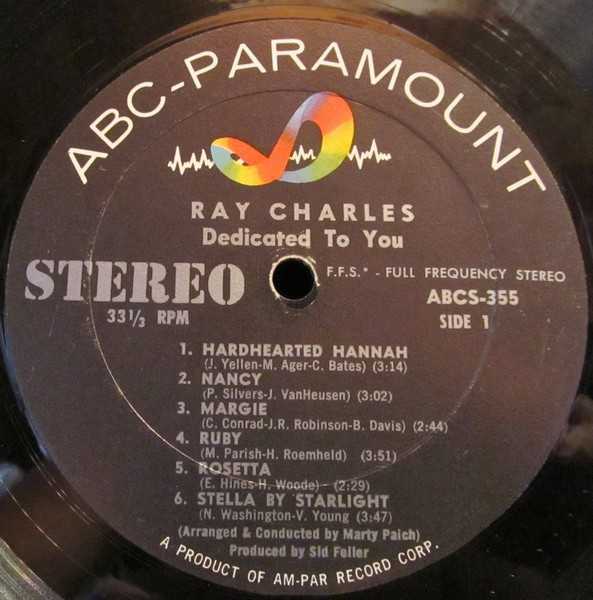 ABC-PARAMOUNT
RAY CHARLES
Dedicated To You
STEREO
33 1/3 RPM
F.F.S.* - FULL FREQUENCY STEREO
ABCS-355
SIDE 1
1. HARDHEARTED HANNAH
(J. Yellen-M. Ager-C. Bates) (3:14)
2. NANCY
(P. Silvers-J. VanHeusen) (3:02)
3. MARGIE
(C. Conrad-J.R. Robinson-B. Davis) (2:44)
4. RUBY
(M. Parish-H. Roemheld) (3:51)
5. ROSETTA
(E. Hines-H. Woode) - (2:29)
6. STELLA BY STARLIGHT
(N. Washington-V. Young (3:47)
(Arranged & Conducted by Marty Paich)
Produced by Sid Feller
A PRODUCT OF AM-PAR RECORD CORP.